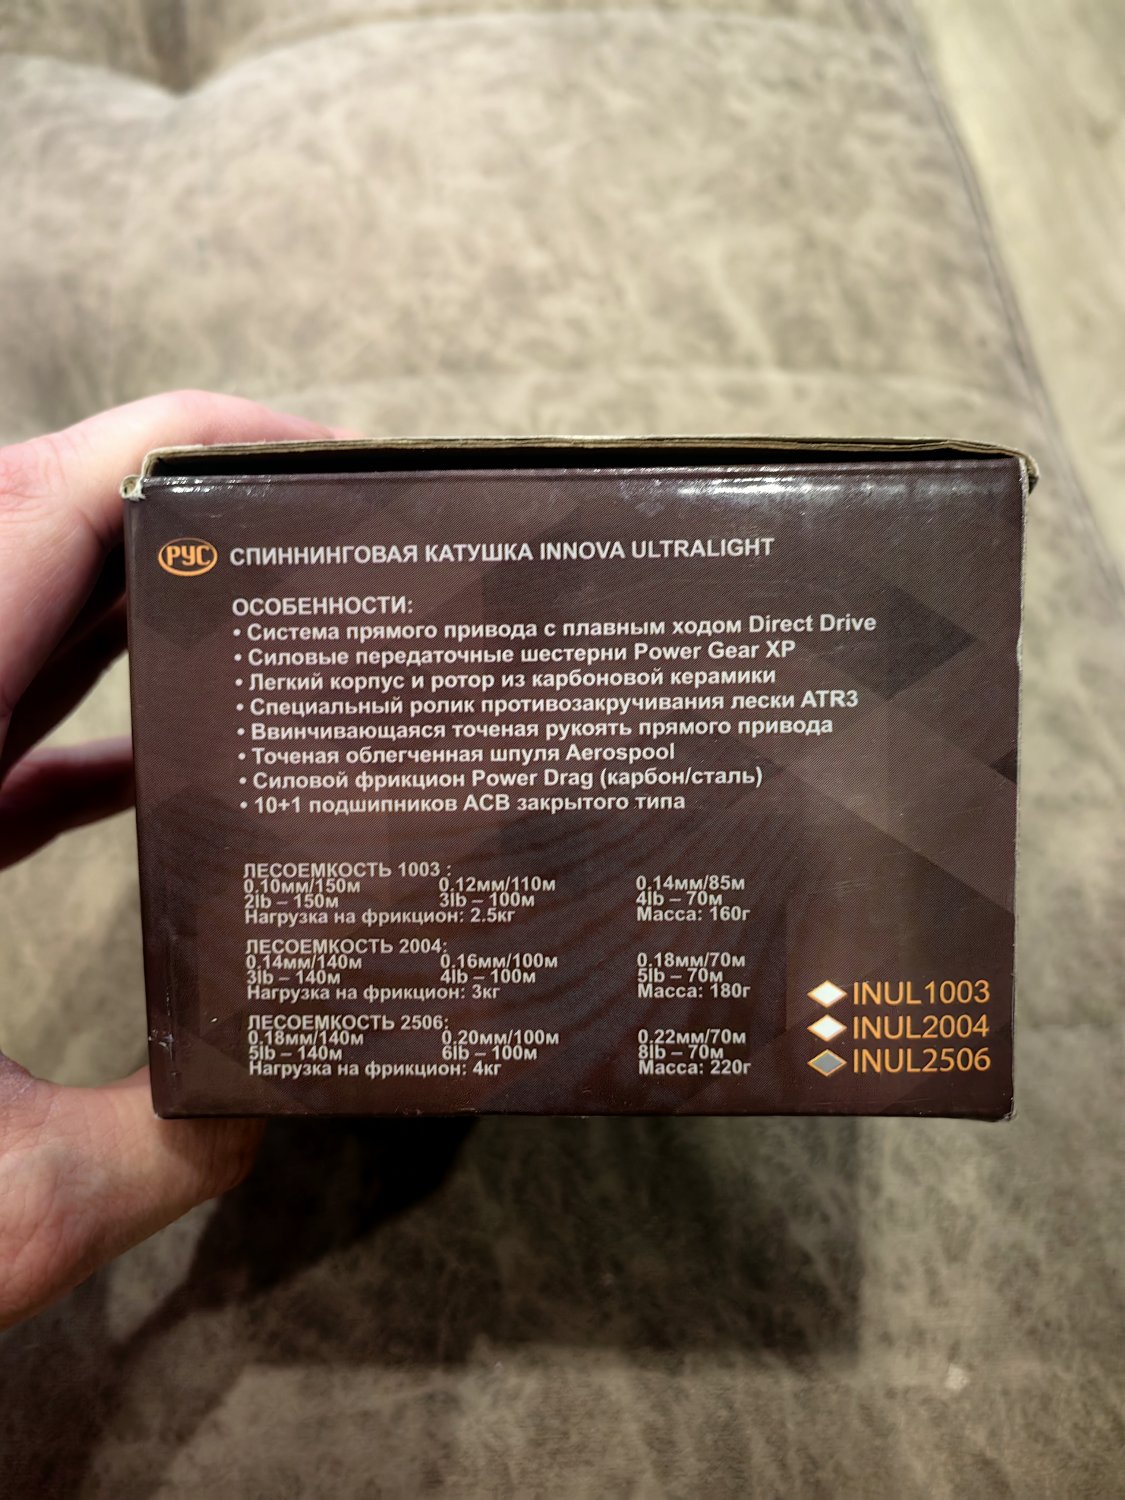 РУС СПИННИНГОВАЯ КАТУШКА INNOVA ULTRALIGHT
ОСОБЕННОСТИ:
• Система прямого привода с плавным ходом Direct Drive
• Силовые передаточные шестерни Power Gear XP
• Легкий корпус и ротор из карбоновой керамики
• Специальный ролик противозакручивания лески ATR3
• Ввинчивающаяся точеная рукоять прямого привода
• Точеная облегченная шпуля Aerospool
• Силовой фрикцион Power Drag (карбон/сталь)
• 10+1 подшипников ACB закрытого типа
ЛЕСОЕМКОСТЬ 1003 :
0.10мм/150м 0.12мм/110м 0.14мм/85м
2lb – 150м 3lb – 100м 4lb – 70м
Нагрузка на фрикцион: 2.5кг Масса: 160г
ЛЕСОЕМКОСТЬ 2004:
0.14мм/140м 0.16мм/100м 0.18мм/70м
3lb – 140м 4lb – 100м 5lb – 70м
Нагрузка на фрикцион: 3кг Масса: 180г
ЛЕСОЕМКОСТЬ 2506:
0.18мм/140м 0.20мм/100м 0.22мм/70м
5lb – 140м 6lb – 100м 8lb – 70м
Нагрузка на фрикцион: 4кг Масса: 220г
INUL1003
INUL2004
INUL2506